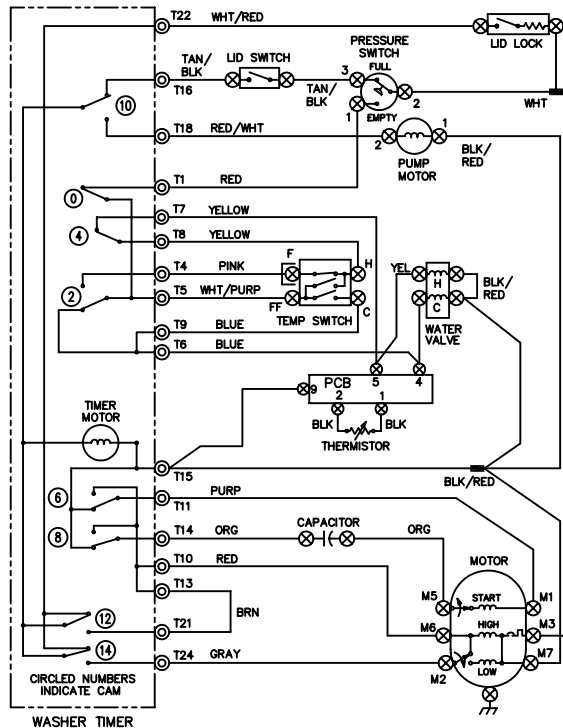 T22 WHT/RED
LID LOCK
TAN/
BLK
LID SWITCH
PRESSURE
SWITCH
FULL
T16
TAN/
BLK
3
2
WHT
10
1
EMPTY
T18
RED/WHT
2
1
PUMP
MOTOR
BLK/
RED
T1 RED
0
T7 YELLOW
4
T8 YELLOW
T4 PINK
F
H
YEL
H
BLK/
RED
2
T5 WHT/PURP
FF
C
C
TEMP SWITCH
WATER
VALVE
T9 BLUE
T6 BLUE
9
PCB
5
4
2
1
BLK
BLK
THERMISTOR
TIMER
MOTOR
T15
BLK/RED
6
T11
PURP
8
T14
ORG
CAPACITOR
ORG
T10 RED
MOTOR
T13
M5
START
M1
BRN
M6
HIGH
M3
12
T21
14
T24 GRAY
M2
LOW
M7
CIRCLED NUMBERS
INDICATE CAM
WASHER TIMER